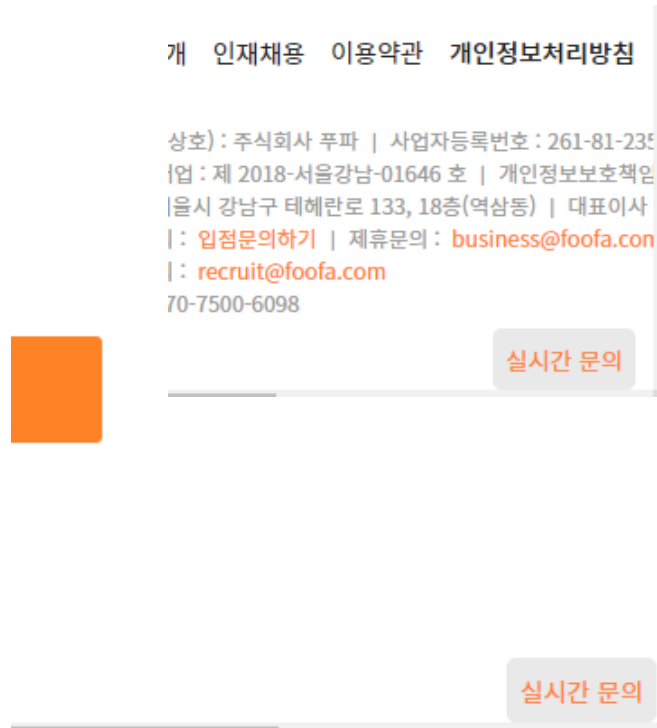 개 인재채용 이용약관 개인정보처리방침
상호) : 주식회사 푸파 | 사업자등록번호 : 261-81-235
업 : 제 2018-서울강남-01646 호 | 개인정보보호책임
울시 강남구 테헤란로 133, 18층(역삼동) | 대표이사
: 입점문의하기 | 제휴문의 : business@foofa.com
: recruit@foofa.com
70-7500-6098
실시간 문의
실시간 문의